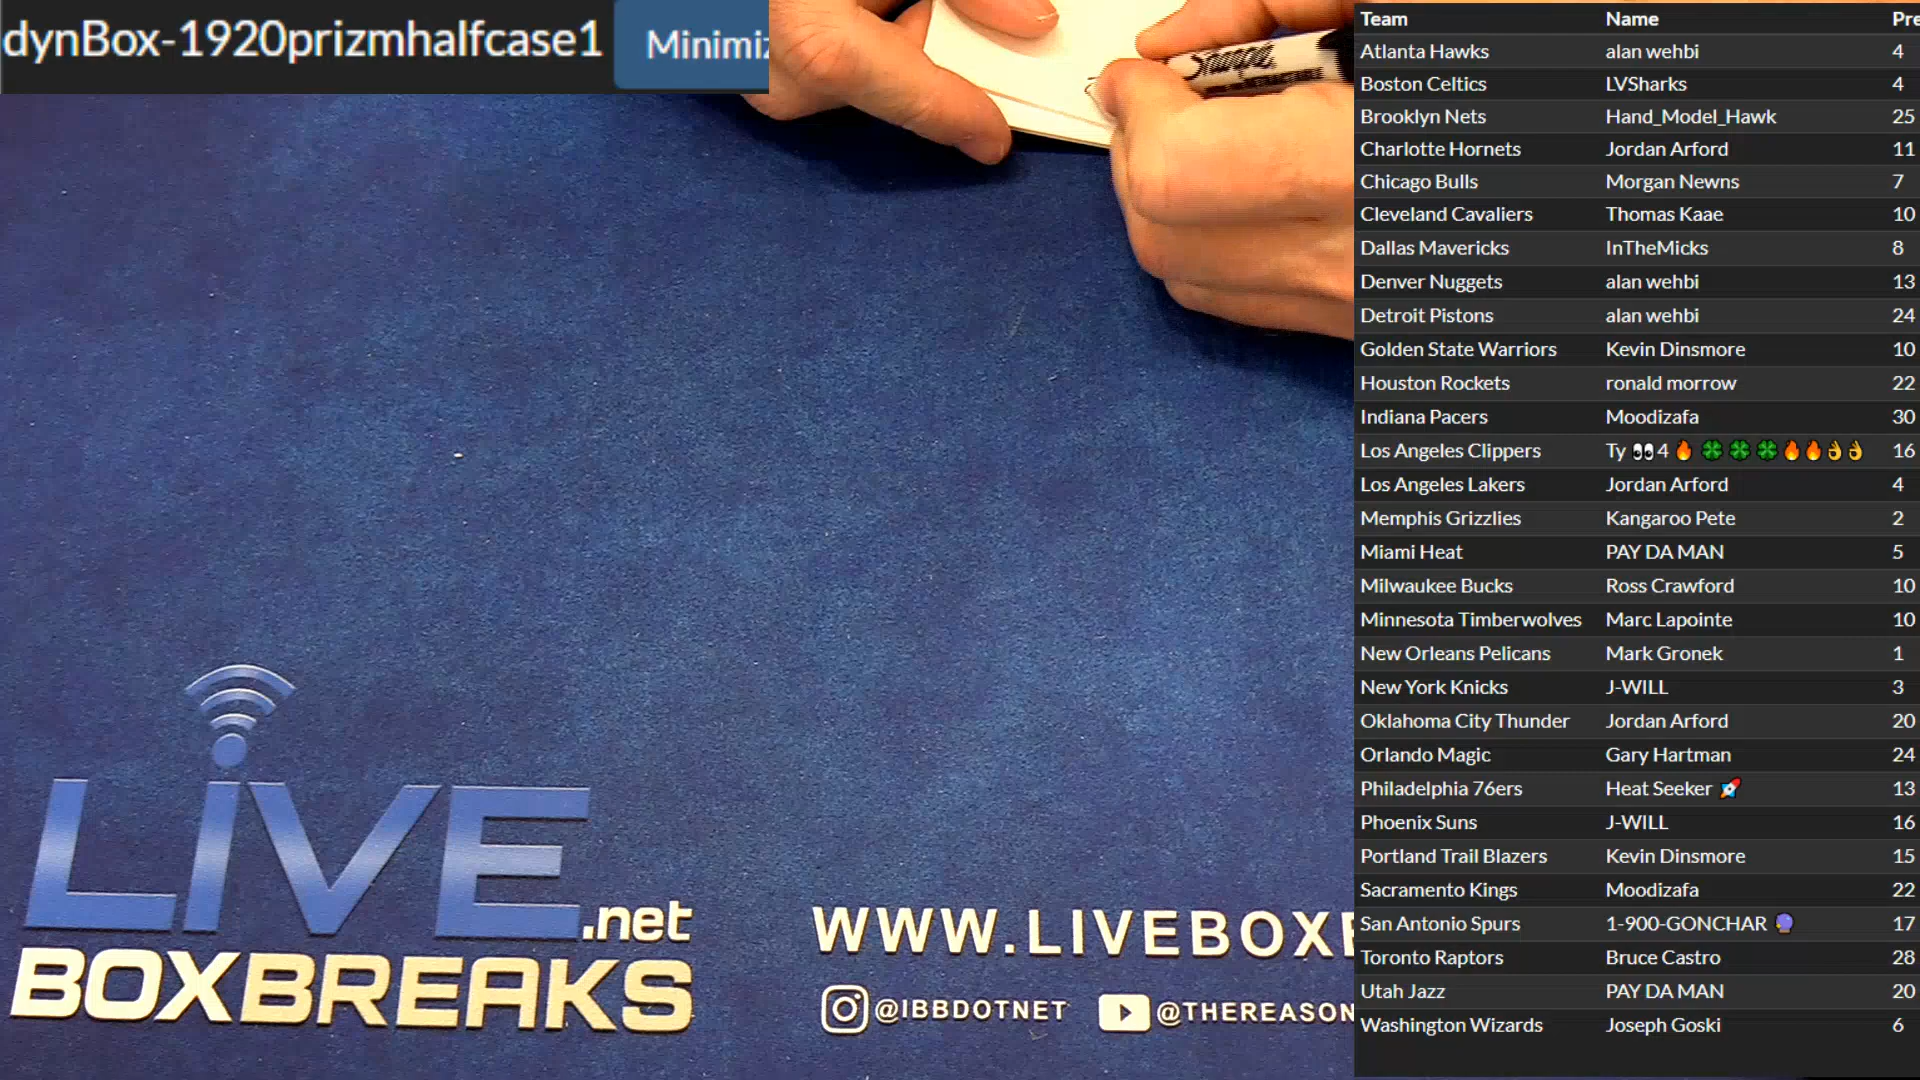 dynBox-1920prizmhalfcase1 Minimiz
Team Name Pre
Atlanta Hawks alan wehbi 4
Boston Celtics LVSharks 4
Brooklyn Nets Hand_Model_Hawk 25
Charlotte Hornets Jordan Arford 11
Chicago Bulls Morgan Newns 7
Cleveland Cavaliers Thomas Kaae 10
Dallas Mavericks InTheMicks 8
Denver Nuggets alan wehbi 13
Detroit Pistons alan wehbi 24
Golden State Warriors Kevin Dinsmore 10
Houston Rockets ronald morrow 22
Indiana Pacers Moodizafa 30
Los Angeles Clippers Ty 👀4 🔥 🍀 🍀 🍀 🔥🔥👌👌 16
Los Angeles Lakers Jordan Arford 4
Memphis Grizzlies Kangaroo Pete 2
Miami Heat PAY DA MAN 5
Milwaukee Bucks Ross Crawford 10
Minnesota Timberwolves Marc Lapointe 10
New Orleans Pelicans Mark Gronek 1
New York Knicks J-WILL 3
Oklahoma City Thunder Jordan Arford 20
Orlando Magic Gary Hartman 24
Philadelphia 76ers Heat Seeker 🚀 13
Phoenix Suns J-WILL 16
Portland Trail Blazers Kevin Dinsmore 15
Sacramento Kings Moodizafa 22
San Antonio Spurs 1-900-GONCHAR 🔮 17
Toronto Raptors Bruce Castro 28
Utah Jazz PAY DA MAN 20
Washington Wizards Joseph Goski 6
Sharpie
LIVE.net
BOXBREAKS
WWW.LIVEBOX
@IBBDOTNET @THEREASON